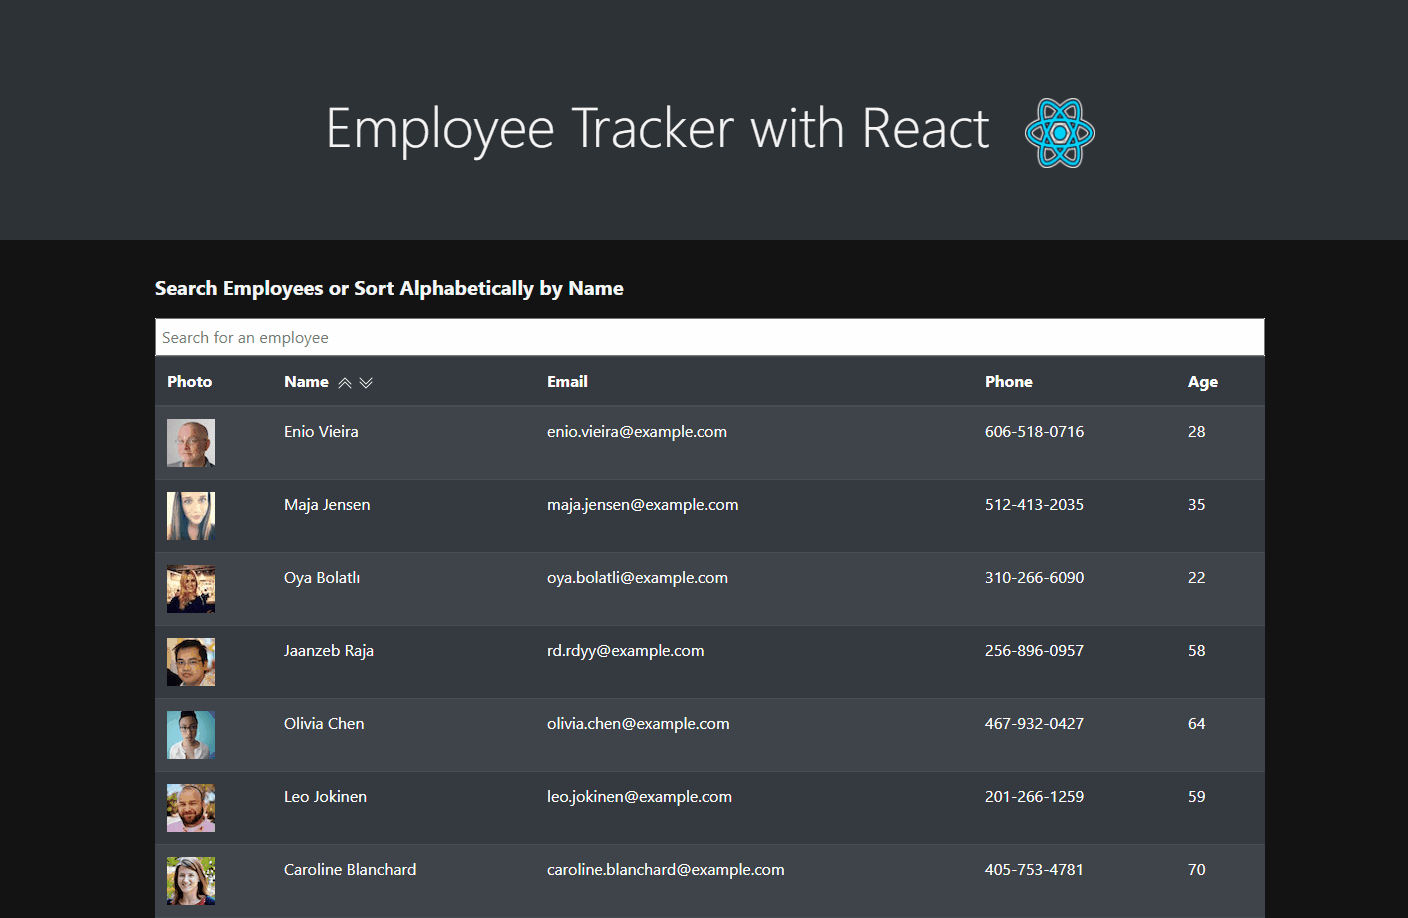 Employee Tracker with React
Search Employees or Sort Alphabetically by Name
Search for an employee
Photo Name Email Phone Age
Enio Vieira enio.vieira@example.com 606-518-0716 28
Maja Jensen maja.jensen@example.com 512-413-2035 35
Oya Bolatlı oya.bolatli@example.com 310-266-6090 22
Jaanzeb Raja rd.rdyy@example.com 256-896-0957 58
Olivia Chen olivia.chen@example.com 467-932-0427 64
Leo Jokinen leo.jokinen@example.com 201-266-1259 59
Caroline Blanchard caroline.blanchard@example.com 405-753-4781 70